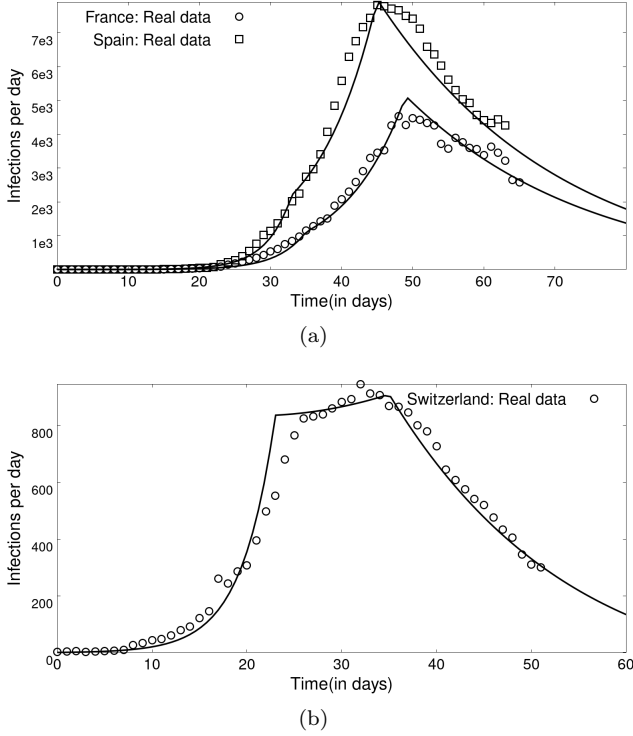 France: Real data
Spain: Real data
7e3
6e3
5e3
4e3
3e3
2e3
1e3
Infections per day
0 10 20 30 40 50 60 70
Time(in days)
(a)
Switzerland: Real data
800
600
400
200
0
Infections per day
0 10 20 30 40 50 60
Time(in days)
(b)